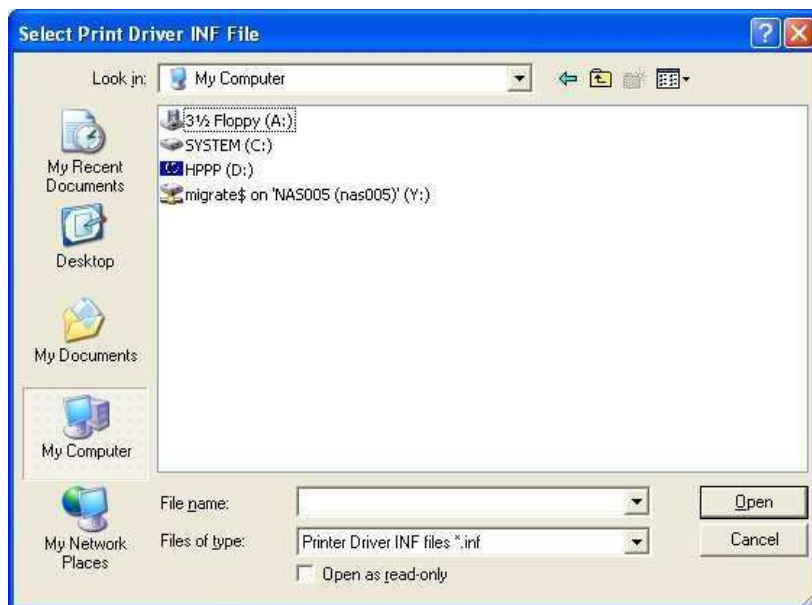 Select Print Driver INF File
Look in:
My Computer
3½ Floppy (A:)
SYSTEM (C:)
HPPP (D:)
migrate$ on 'NAS005 (nas005)' (Y:)
My Recent
Documents
Desktop
My Documents
My Computer
My Network
Places
File name:
Open
Files of type:
Printer Driver INF files *.inf
Cancel
Open as read-only